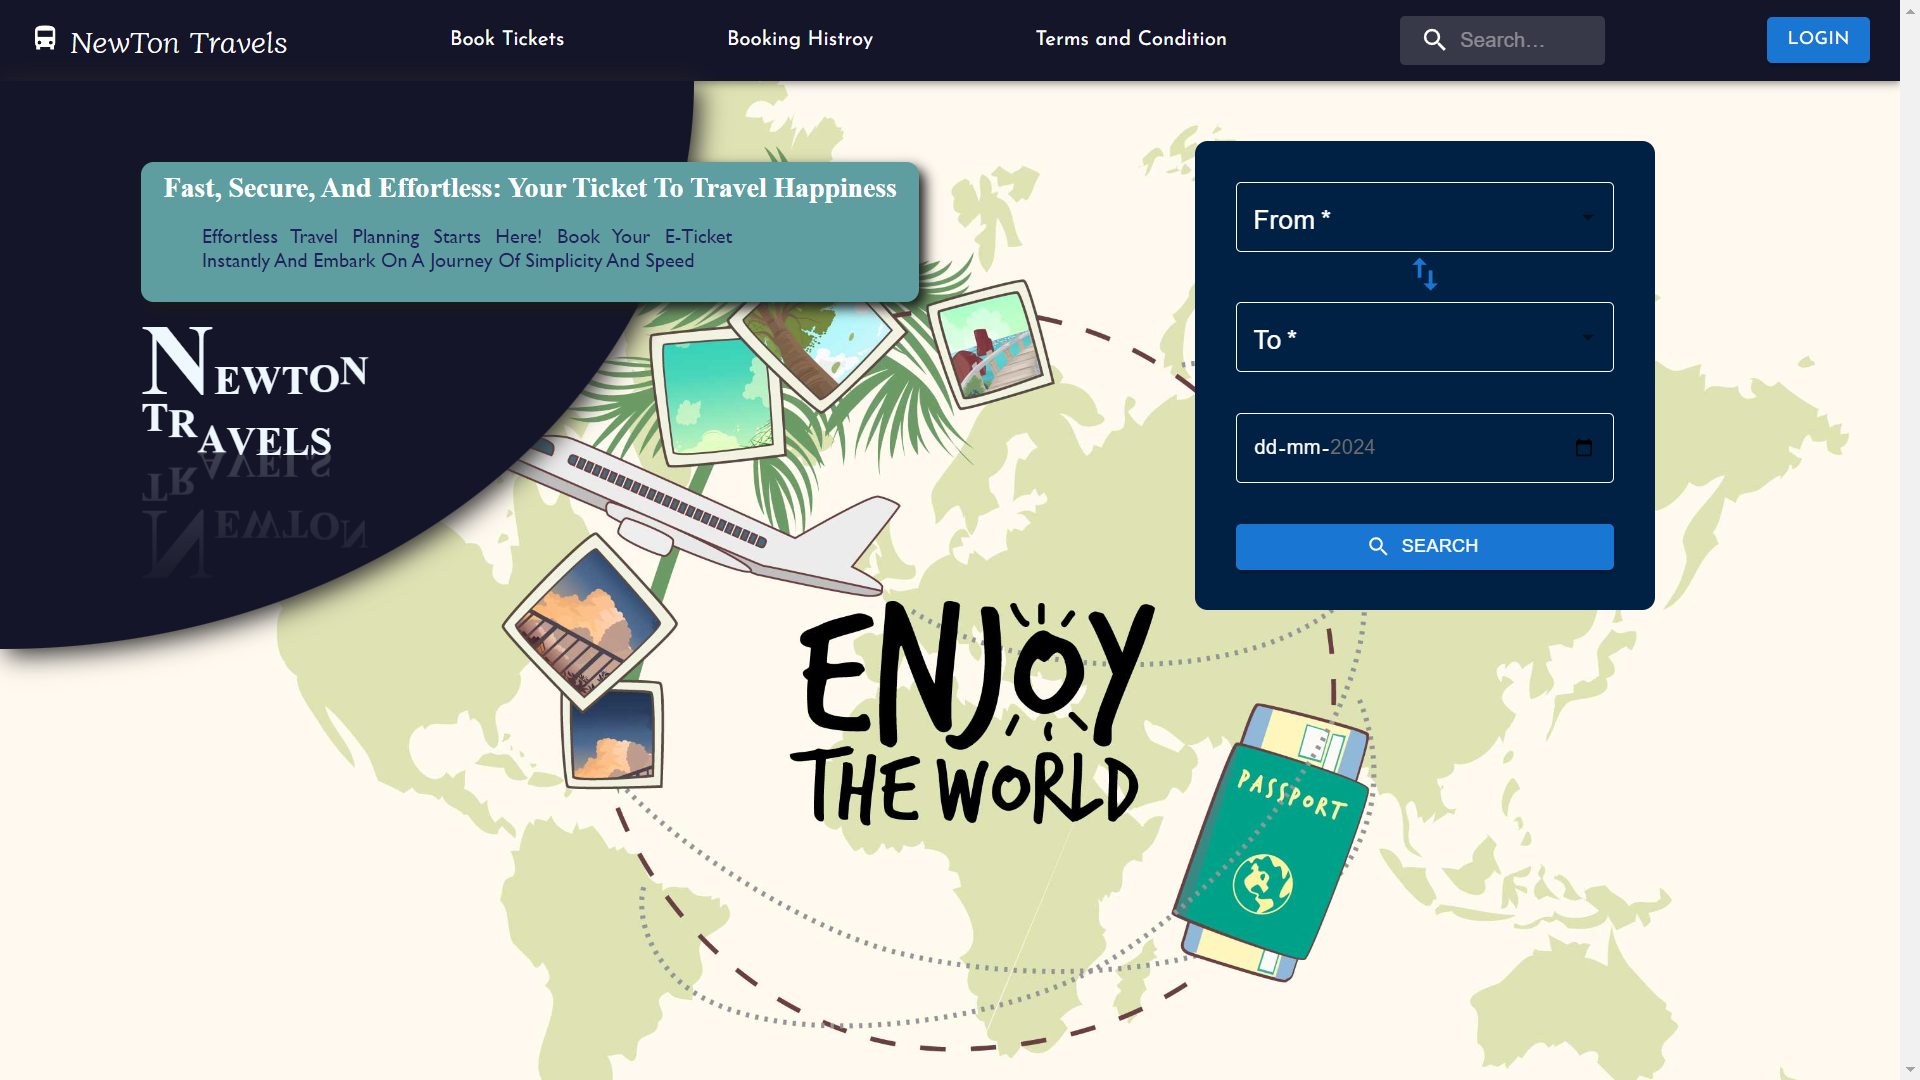 NewTon Travels
Book Tickets
Booking Histroy
Terms and Condition
Search…
LOGIN
Fast, Secure, And Effortless: Your Ticket To Travel Happiness
Effortless Travel Planning Starts Here! Book Your E-Ticket
Instantly And Embark On A Journey Of Simplicity And Speed
NEWTON
TRAVELS
From *
To *
dd-mm-2024
SEARCH
ENJOY
THE WORLD
PASSPORT